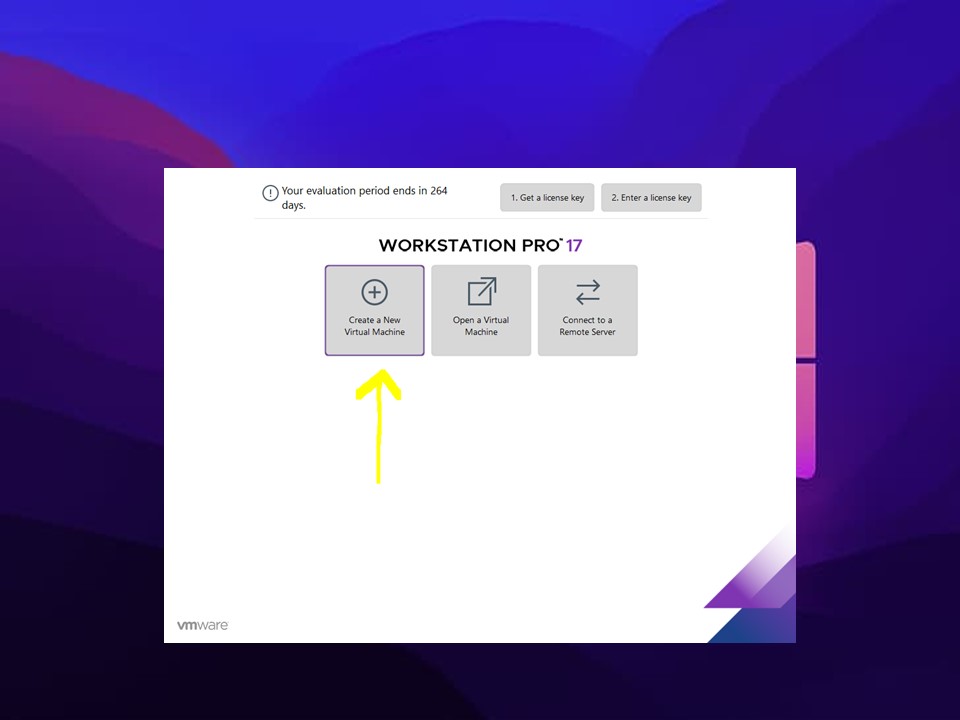 Your evaluation period ends in 264
days.
1. Get a license key
2. Enter a license key
WORKSTATION PRO™ 17
Create a New
Virtual Machine
Open a Virtual
Machine
Connect to a
Remote Server
vmware